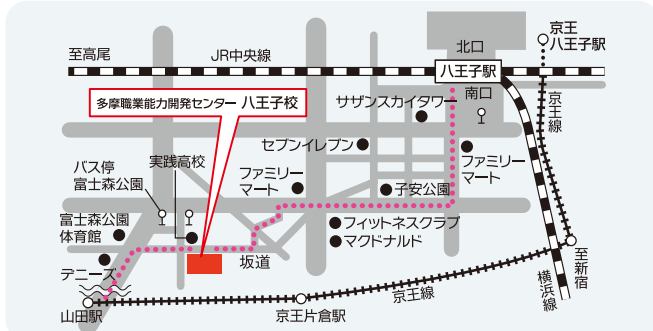 京王
八王子駅
北口
至高尾
JR中央線
八王子駅
南口
京王線
多摩職業能力開発センター 八王子校
サザンスカイタワー
セブンイレブン
バス停
富士森公園
実践高校
ファミリー
マート
子安公園
ファミリー
マート
富士森公園
体育館
フィットネスクラブ
マクドナルド
坂道
デニーズ
至新宿
横浜線
京王線
山田駅
京王片倉駅